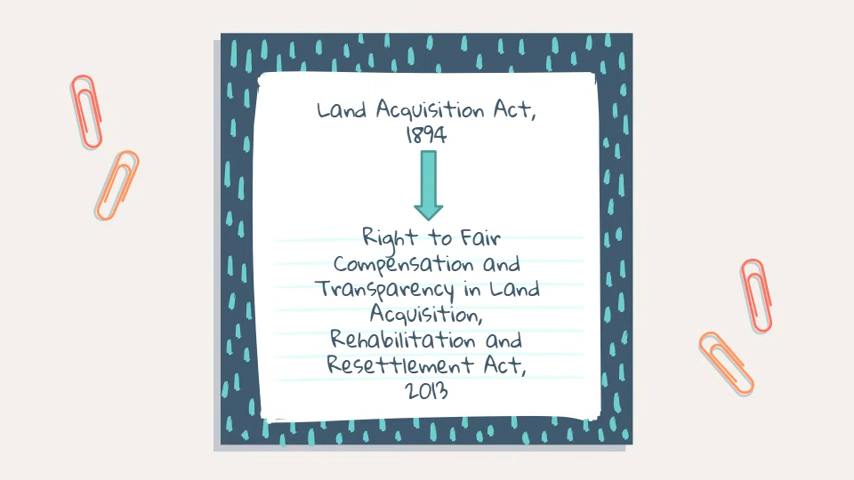 Land Acquisition Act,
1894
Right to Fair
Compensation and
Transparency in Land
Acquisition,
Rehabilitation and
Resettlement Act,
2013